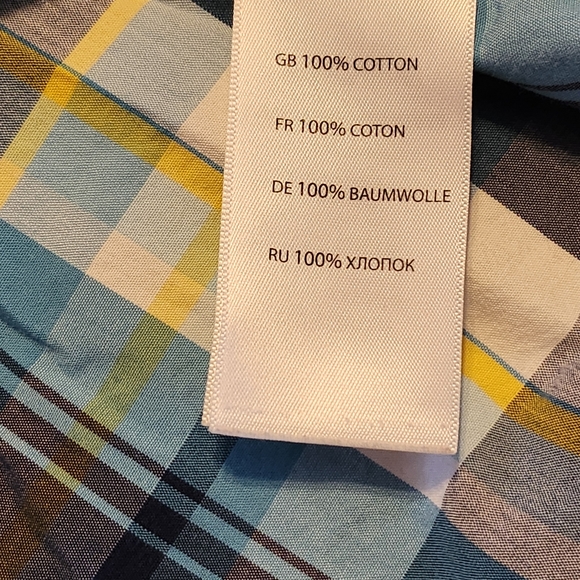 GB 100% COTTON
FR 100% COTON
DE 100% BAUMWOLLE
RU 100% ХЛОПОК